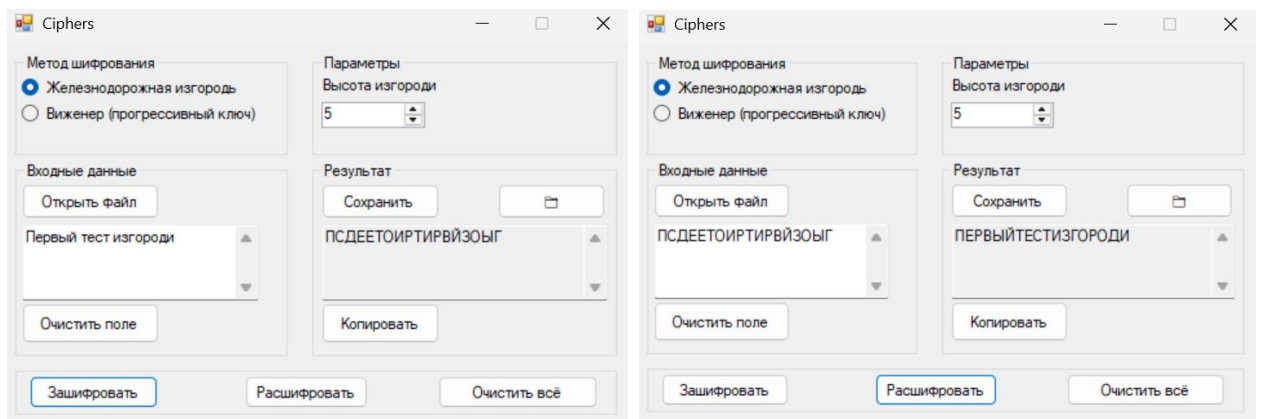 Ciphers
Метод шифрования
Железнодорожная изгородь
Виженер (прогрессивный ключ)
Параметры
Высота изгороди
5
Входные данные
Открыть файл
Первый тест изгороди
Очистить поле
Результат
Сохранить
ПСДЕЕТОИРТИРВЙЗОЫГ
Копировать
Зашифровать Расшифровать Очистить всё
Ciphers
Метод шифрования
Железнодорожная изгородь
Виженер (прогрессивный ключ)
Параметры
Высота изгороди
5
Входные данные
Открыть файл
ПСДЕЕТОИРТИРВЙЗОЫГ
Очистить поле
Результат
Сохранить
ПЕРВЫЙТЕСТИЗГОРОДИ
Копировать
Зашифровать Расшифровать Очистить всё